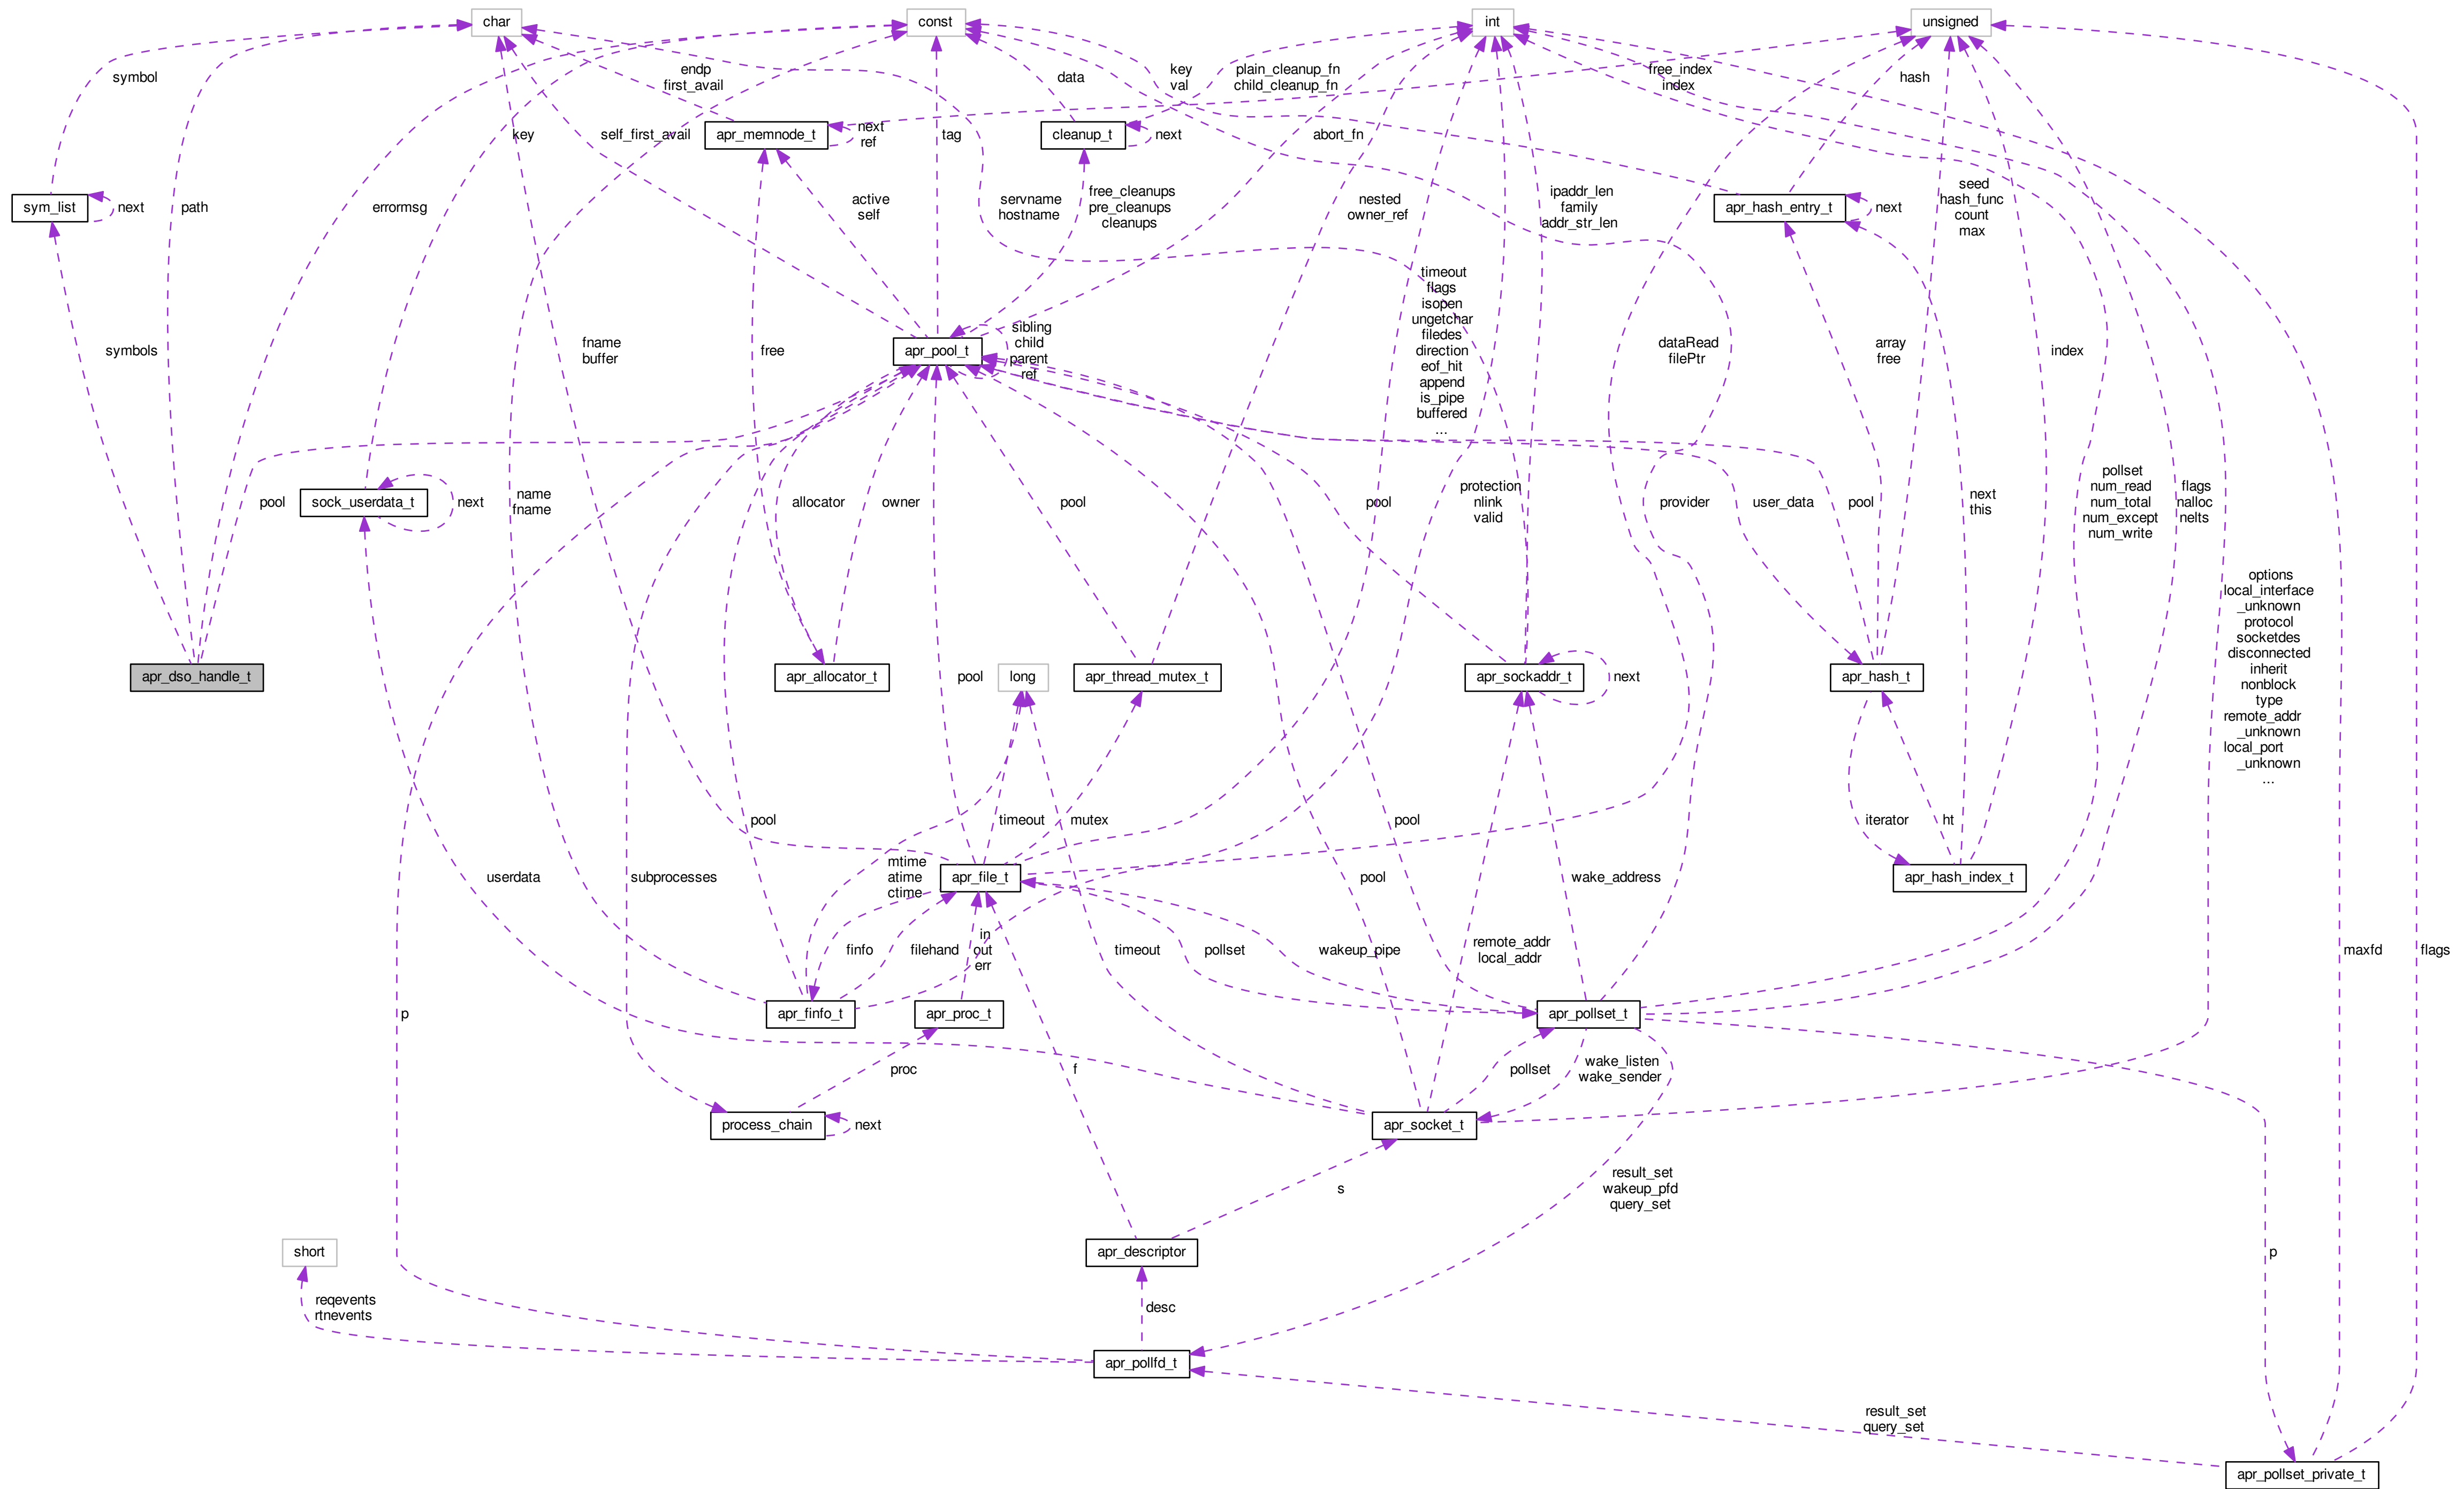 char
const
int
unsigned
symbol
endp
first_avail
key
val
plain_cleanup_fn
child_cleanup_fn
data
free_index
index
hash
path
key
self_first_avail
apr_memnode_t
next
ref
tag
cleanup_t
next
abort_fn
sym_list
next
errormsg
active
self
servname
hostname
free_cleanups
pre_cleanups
cleanups
nested
owner_ref
ipaddr_len
family
addr_str_len
apr_hash_entry_t
next
seed
hash_func
count
max
symbols
fname
buffer
free
apr_pool_t
sibling
child
parent
ref
timeout
flags
isopen
ungetchar
filedes
direction
eof_hit
append
is_pipe
buffered
...
dataRead
filePtr
array
free
index
pool
sock_userdata_t
next
name
fname
allocator
owner
pool
pool
protection
nlink
valid
provider
user_data
pool
next
this
pollset
num_read
num_total
num_except
num_write
flags
nalloc
nelts
apr_dso_handle_t
apr_allocator_t
pool
long
apr_thread_mutex_t
apr_sockaddr_t
next
apr_hash_t
options
local_interface
_unknown
protocol
socketdes
disconnected
inherit
nonblock
type
remote_addr
_unknown
local_port
_unknown
...
pool
timeout
mutex
pool
iterator
ht
userdata
subprocesses
mtime
atime
ctime
apr_file_t
pool
wake_address
apr_hash_index_t
finfo
filehand
in
out
err
timeout
pollset
wakeup_pipe
remote_addr
local_addr
maxfd
flags
p
apr_finfo_t
apr_proc_t
apr_pollset_t
proc
f
pollset
wake_listen
wake_sender
process_chain
next
apr_socket_t
s
result_set
wakeup_pfd
query_set
short
apr_descriptor
p
reqevents
rtnevents
desc
apr_pollfd_t
result_set
query_set
apr_pollset_private_t